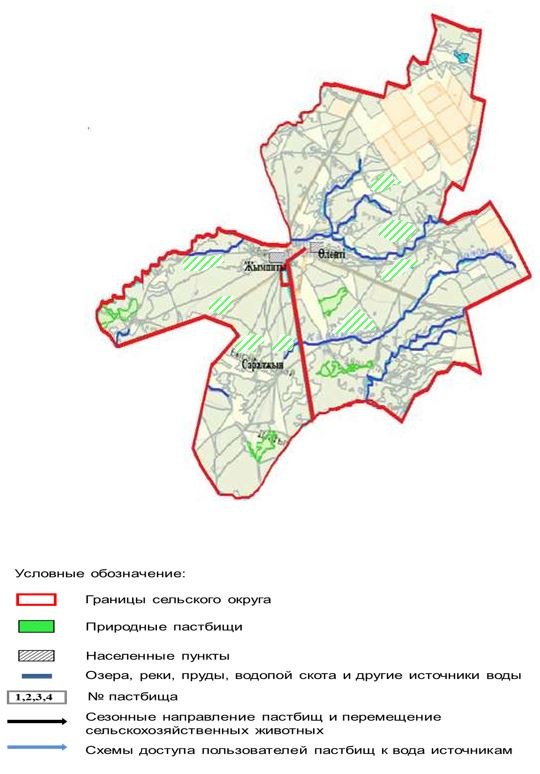 Жымпиты
Өлеңті
Саралжын
Условные обозначение:
Границы сельского округа
Природные пастбищи
Населенные пункты
Озера, реки, пруды, водопой скота и другие источники воды
1,2,3,4 № пастбища
Сезонные направление пастбищ и перемещение
сельскохозяйственных животных
Схемы доступа пользователей пастбищ к вода источникам